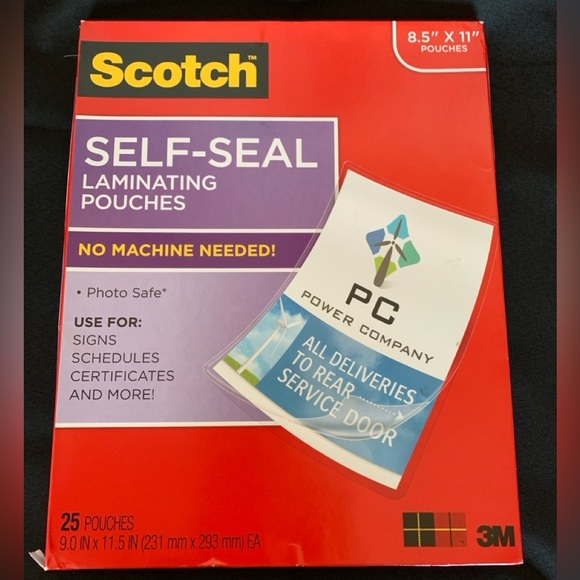 Scotch™
8.5" X 11"
POUCHES
SELF-SEAL
LAMINATING
POUCHES
NO MACHINE NEEDED!
• Photo Safe*
USE FOR:
SIGNS
SCHEDULES
CERTIFICATES
AND MORE!
PC
POWER COMPANY
ALL DELIVERIES
TO REAR
SERVICE DOOR
25 POUCHES
9.0 IN x 11.5 IN (231 mm x 293 mm) EA
3M